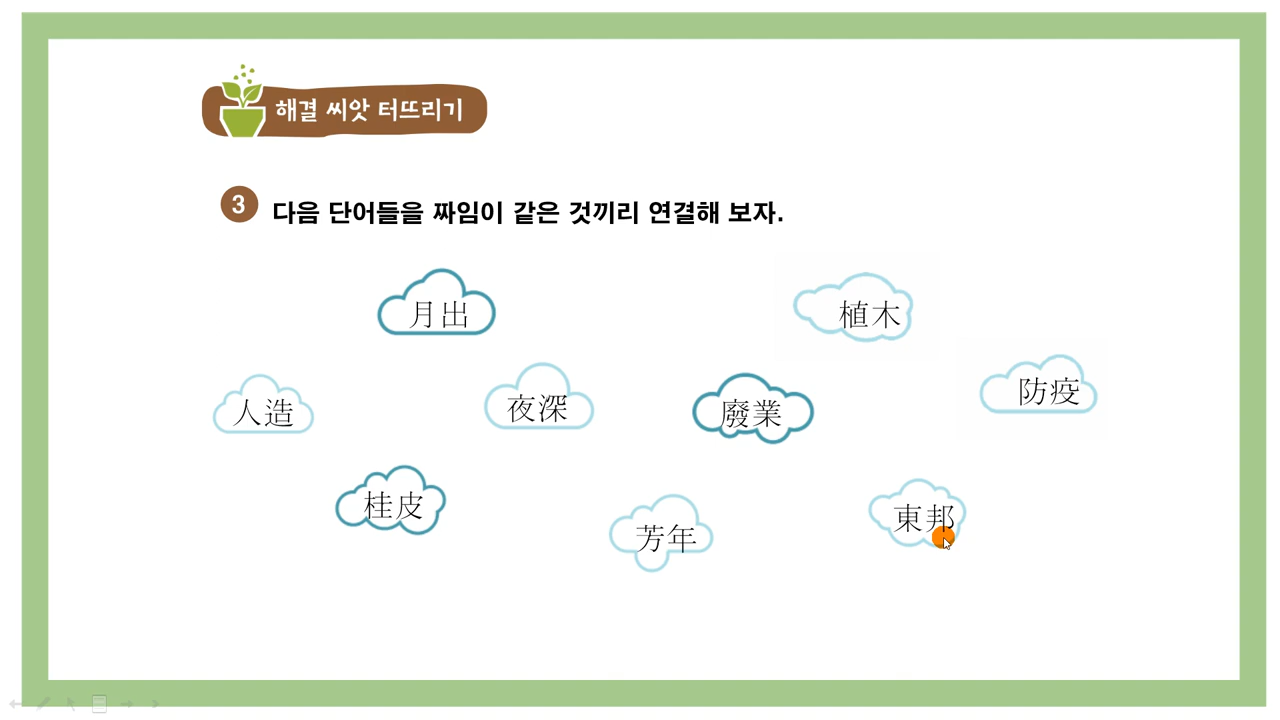 해결 씨앗 터뜨리기
3 다음 단어들을 짜임이 같은 것끼리 연결해 보자.
月出
植木
人造
夜深
廢業
防疫
桂皮
芳年
東邦